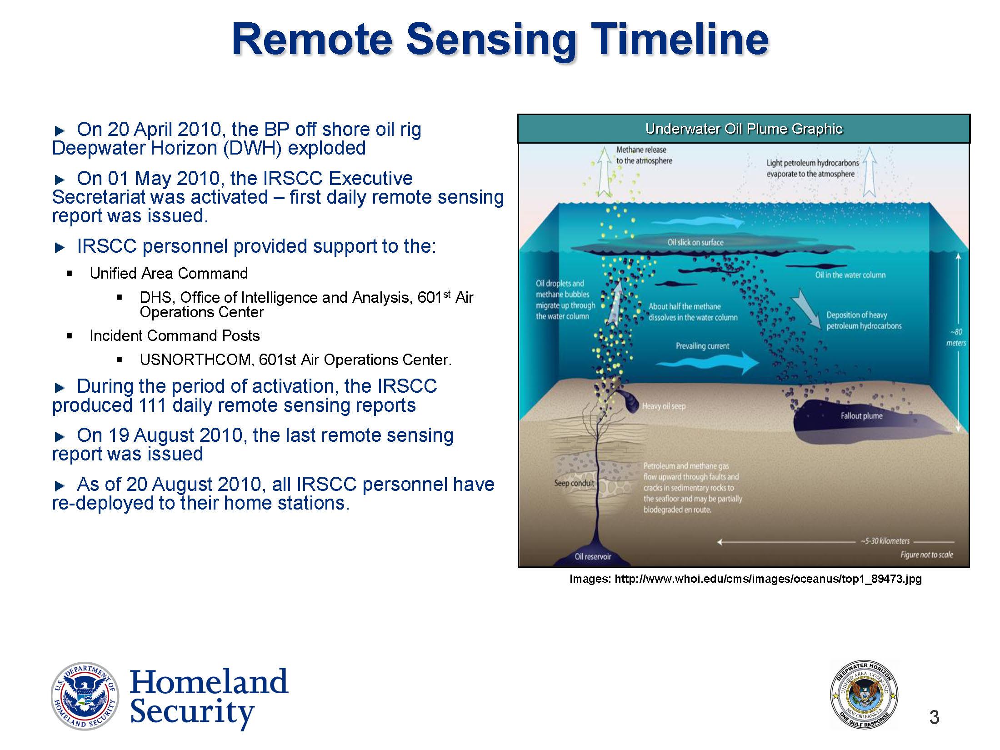 Remote Sensing Timeline
► On 20 April 2010, the BP off shore oil rig
Deepwater Horizon (DWH) exploded
► On 01 May 2010, the IRSCC Executive
Secretariat was activated – first daily remote sensing
report was issued.
► IRSCC personnel provided support to the:
▪ Unified Area Command
▪ DHS, Office of Intelligence and Analysis, 601st Air
Operations Center
▪ Incident Command Posts
▪ USNORTHCOM, 601st Air Operations Center.
► During the period of activation, the IRSCC
produced 111 daily remote sensing reports
► On 19 August 2010, the last remote sensing
report was issued
► As of 20 August 2010, all IRSCC personnel have
re-deployed to their home stations.
Underwater Oil Plume Graphic
Methane release
to the atmosphere
Light petroleum hydrocarbons
evaporate to the atmosphere
Oil slick on surface
Oil in the water column
Oil droplets and
methane bubbles
migrate up through
the water column
About half the methane
dissolves in the water column
Deposition of heavy
petroleum hydrocarbons
~80
meters
Prevailing current
Heavy oil seep
Fallout plume
Seep conduit
Petroleum and methane gas
flow upward through faults and
cracks in sedimentary rocks to
the seafloor and may be partially
biodegraded en route.
~5-30 kilometers
Figure not to scale
Oil reservoir
Images: http://www.whoi.edu/cms/images/oceanus/top1_89473.jpg
U.S. DEPARTMENT OF
HOMELAND SECURITY
Homeland
Security
DEEPWATER HORIZON
UNIFIED AREA COMMAND
NEW ORLEANS, LA
ONE GULF RESPONSE
3